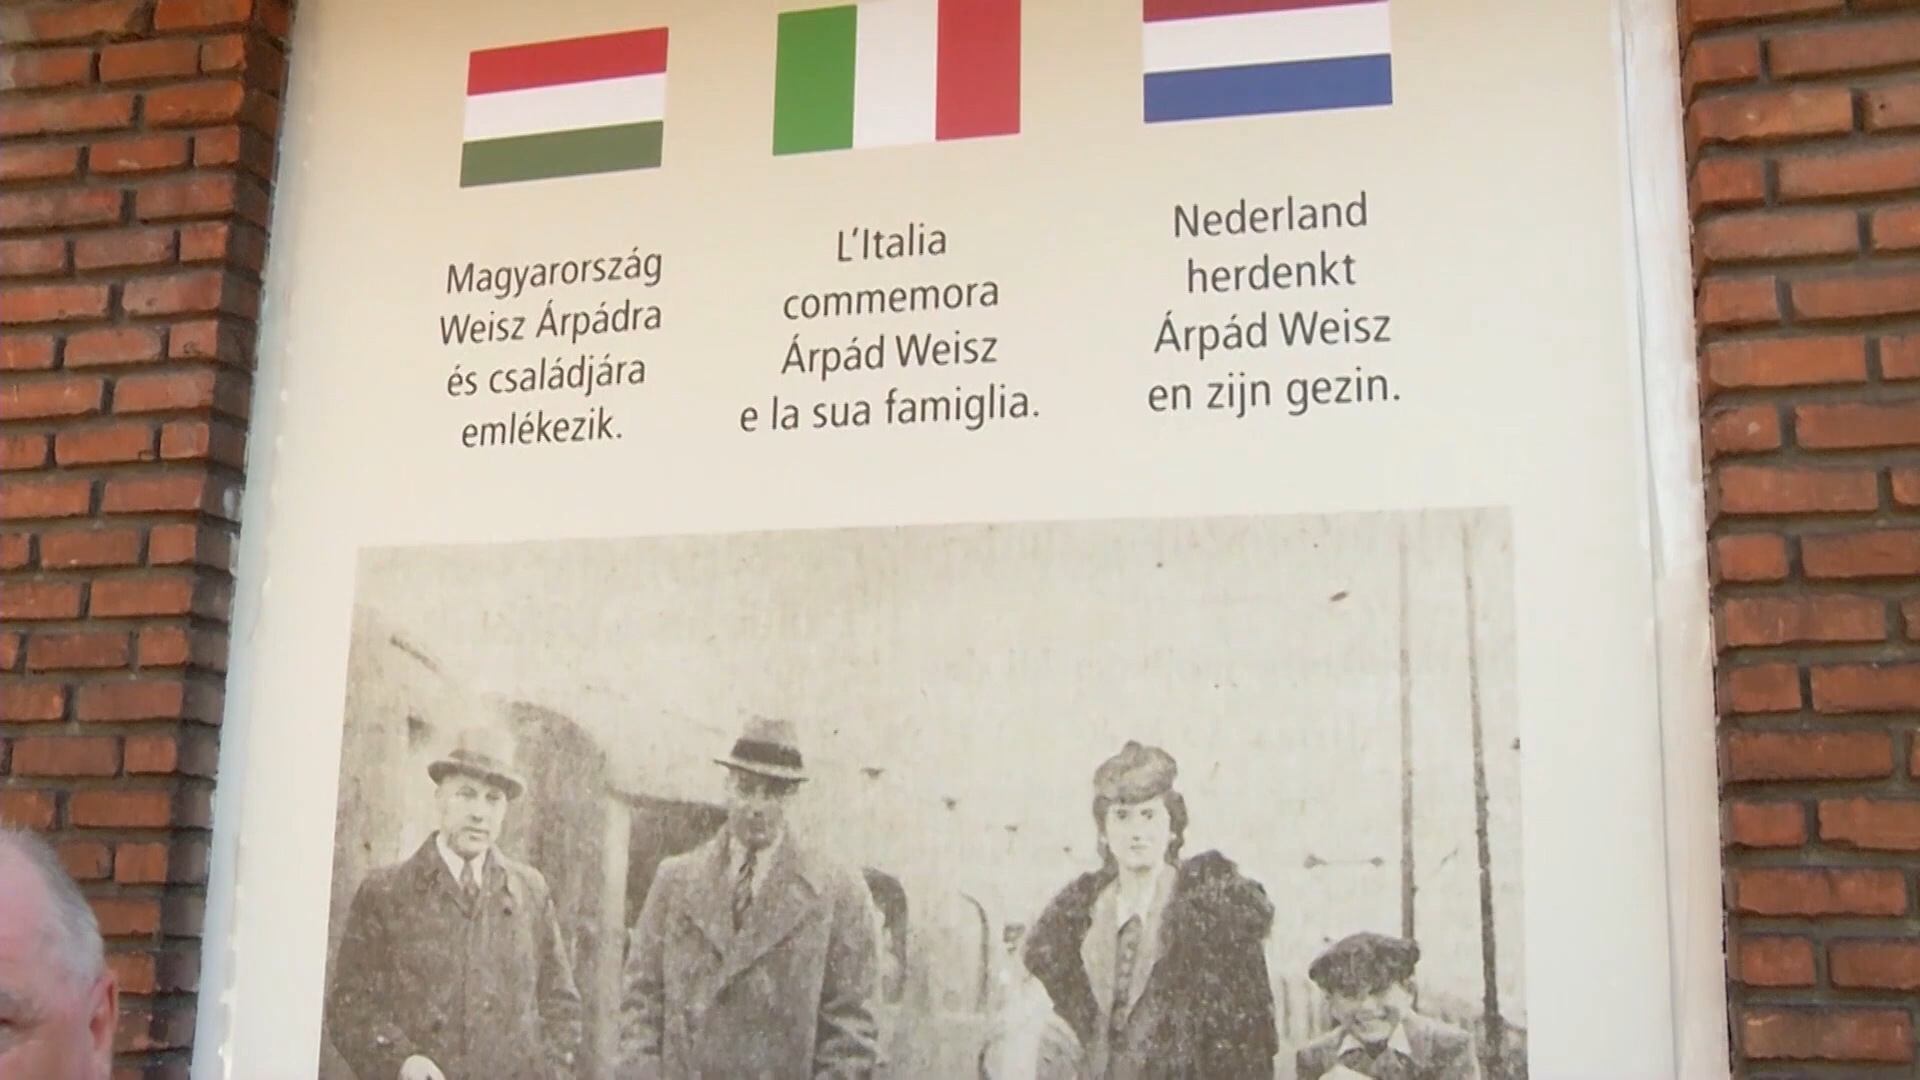 Magyarország
Weisz Árpádra
és családjára
emlékezik.
L'Italia
commemora
Árpád Weisz
e la sua famiglia.
Nederland
herdenkt
Árpád Weisz
en zijn gezin.